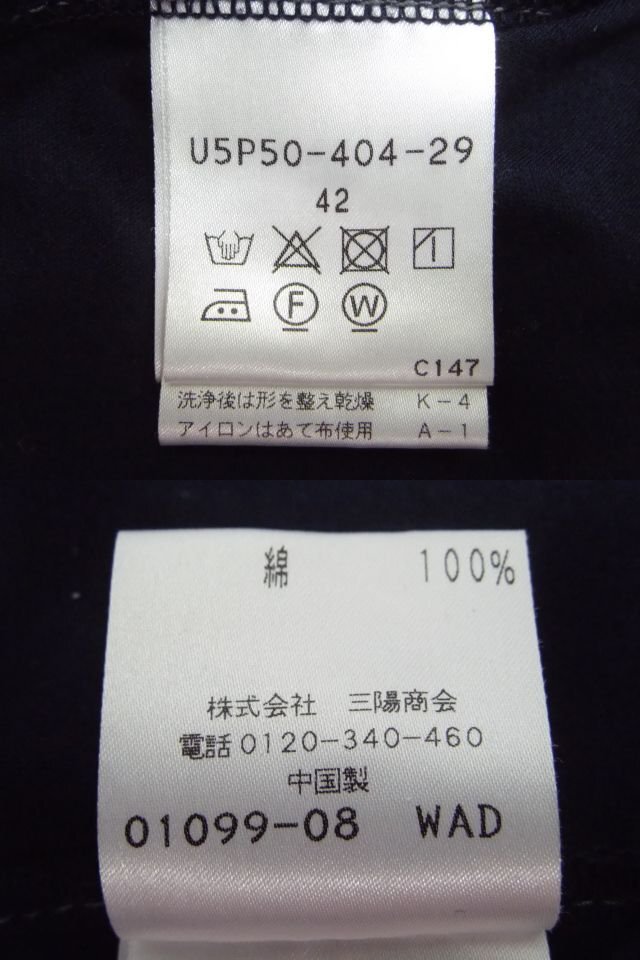 U5P50-404-29
42
F W
C147
洗浄後は形を整え乾燥 K-4
アイロンはあて布使用 A-1
綿 100%
株式会社 三陽商会
電話0120-340-460
中国製
01099-08 WAD